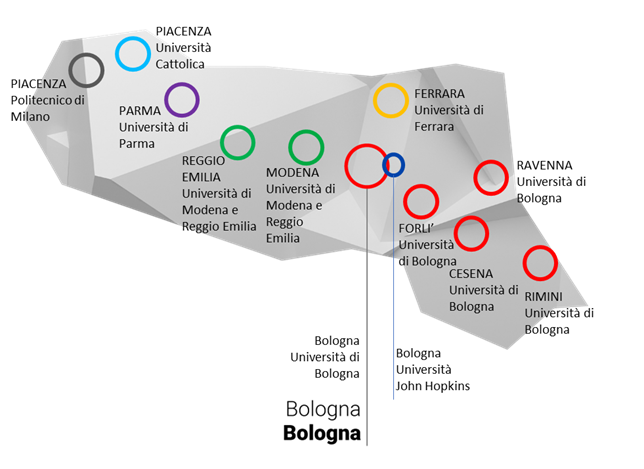 PIACENZA
Università
Cattolica
PIACENZA
Politecnico di
Milano
PARMA
Università di
Parma
REGGIO
EMILIA
Università di
Modena e
Reggio Emilia
MODENA
Università di
Modena e
Reggio
Emilia
FERRARA
Università di
Ferrara
RAVENNA
Università di
Bologna
FORLI’
Università
di Bologna
CESENA
Università di
Bologna
RIMINI
Università di
Bologna
Bologna
Università di
Bologna
Bologna
Università
John Hopkins
Bologna
Bologna